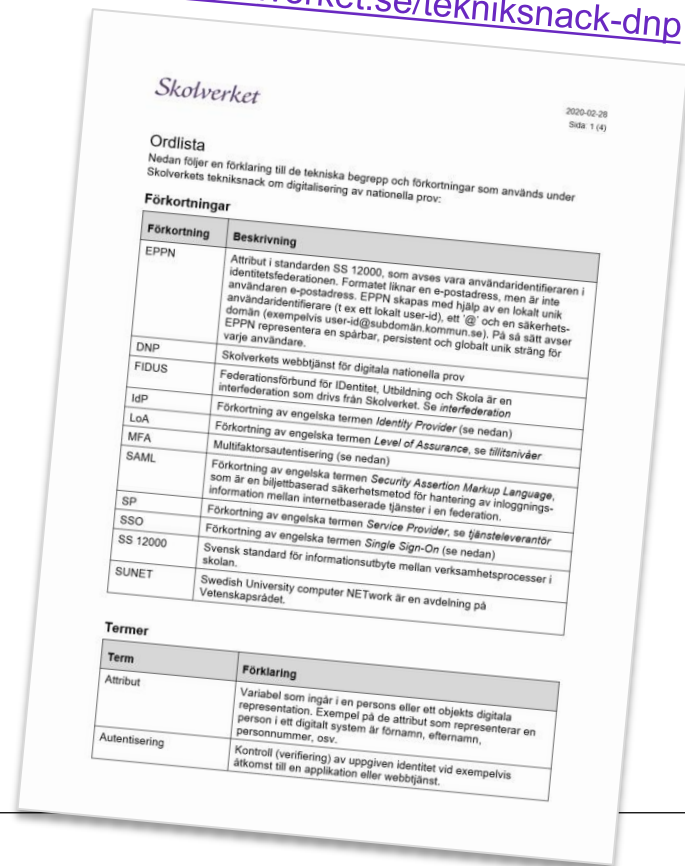 verket.se/tekniksnack-dnp
Skolverket
2020-02-28
Sida: 1 (4)
Ordlista
Nedan följer en förklaring till de tekniska begrepp och förkortningar som används under
Skolverkets tekniksnack om digitalisering av nationella prov:
Förkortningar
Förkortning Beskrivning
EPPN Attribut i standarden SS 12000, som avses vara användaridentifieraren i
identitetsfederationen. Formatet liknar en e-postadress, men är inte
användaren e-postadress. EPPN skapas med hjälp av en lokalt unik
användaridentifierare (t ex ett lokalt user-id), ett '@' och en säkerhets-
domän (exempelvis user-id@subdomän.kommun.se). På så sätt avser
EPPN representera en spårbar, persistent och globalt unik sträng för
varje användare.
DNP Skolverkets webbtjänst för digitala nationella prov
FIDUS Federationsförbund för IDentitet, Utbildning och Skola är en
interfederation som drivs från Skolverket. Se interfederation
IdP Förkortning av engelska termen Identity Provider (se nedan)
LoA Förkortning av engelska termen Level of Assurance, se tillitsnivåer
MFA Multifaktorsautentisering (se nedan)
SAML Förkortning av engelska termen Security Assertion Markup Language,
som är en biljettbaserad säkerhetsmetod för hantering av inloggnings-
information mellan internetbaserade tjänster i en federation.
SP Förkortning av engelska termen Service Provider, se tjänsteleverantör
SSO Förkortning av engelska termen Single Sign-On (se nedan)
SS 12000 Svensk standard för informationsutbyte mellan verksamhetsprocesser i
skolan.
SUNET Swedish University computer NETwork är en avdelning på
Vetenskapsrådet.
Termer
Term Förklaring
Attribut Variabel som ingår i en persons eller ett objekts digitala
representation. Exempel på de attribut som representerar en
person i ett digitalt system är förnamn, efternamn,
personnummer, osv.
Autentisering Kontroll (verifiering) av uppgiven identitet vid exempelvis
åtkomst till en applikation eller webbtjänst.